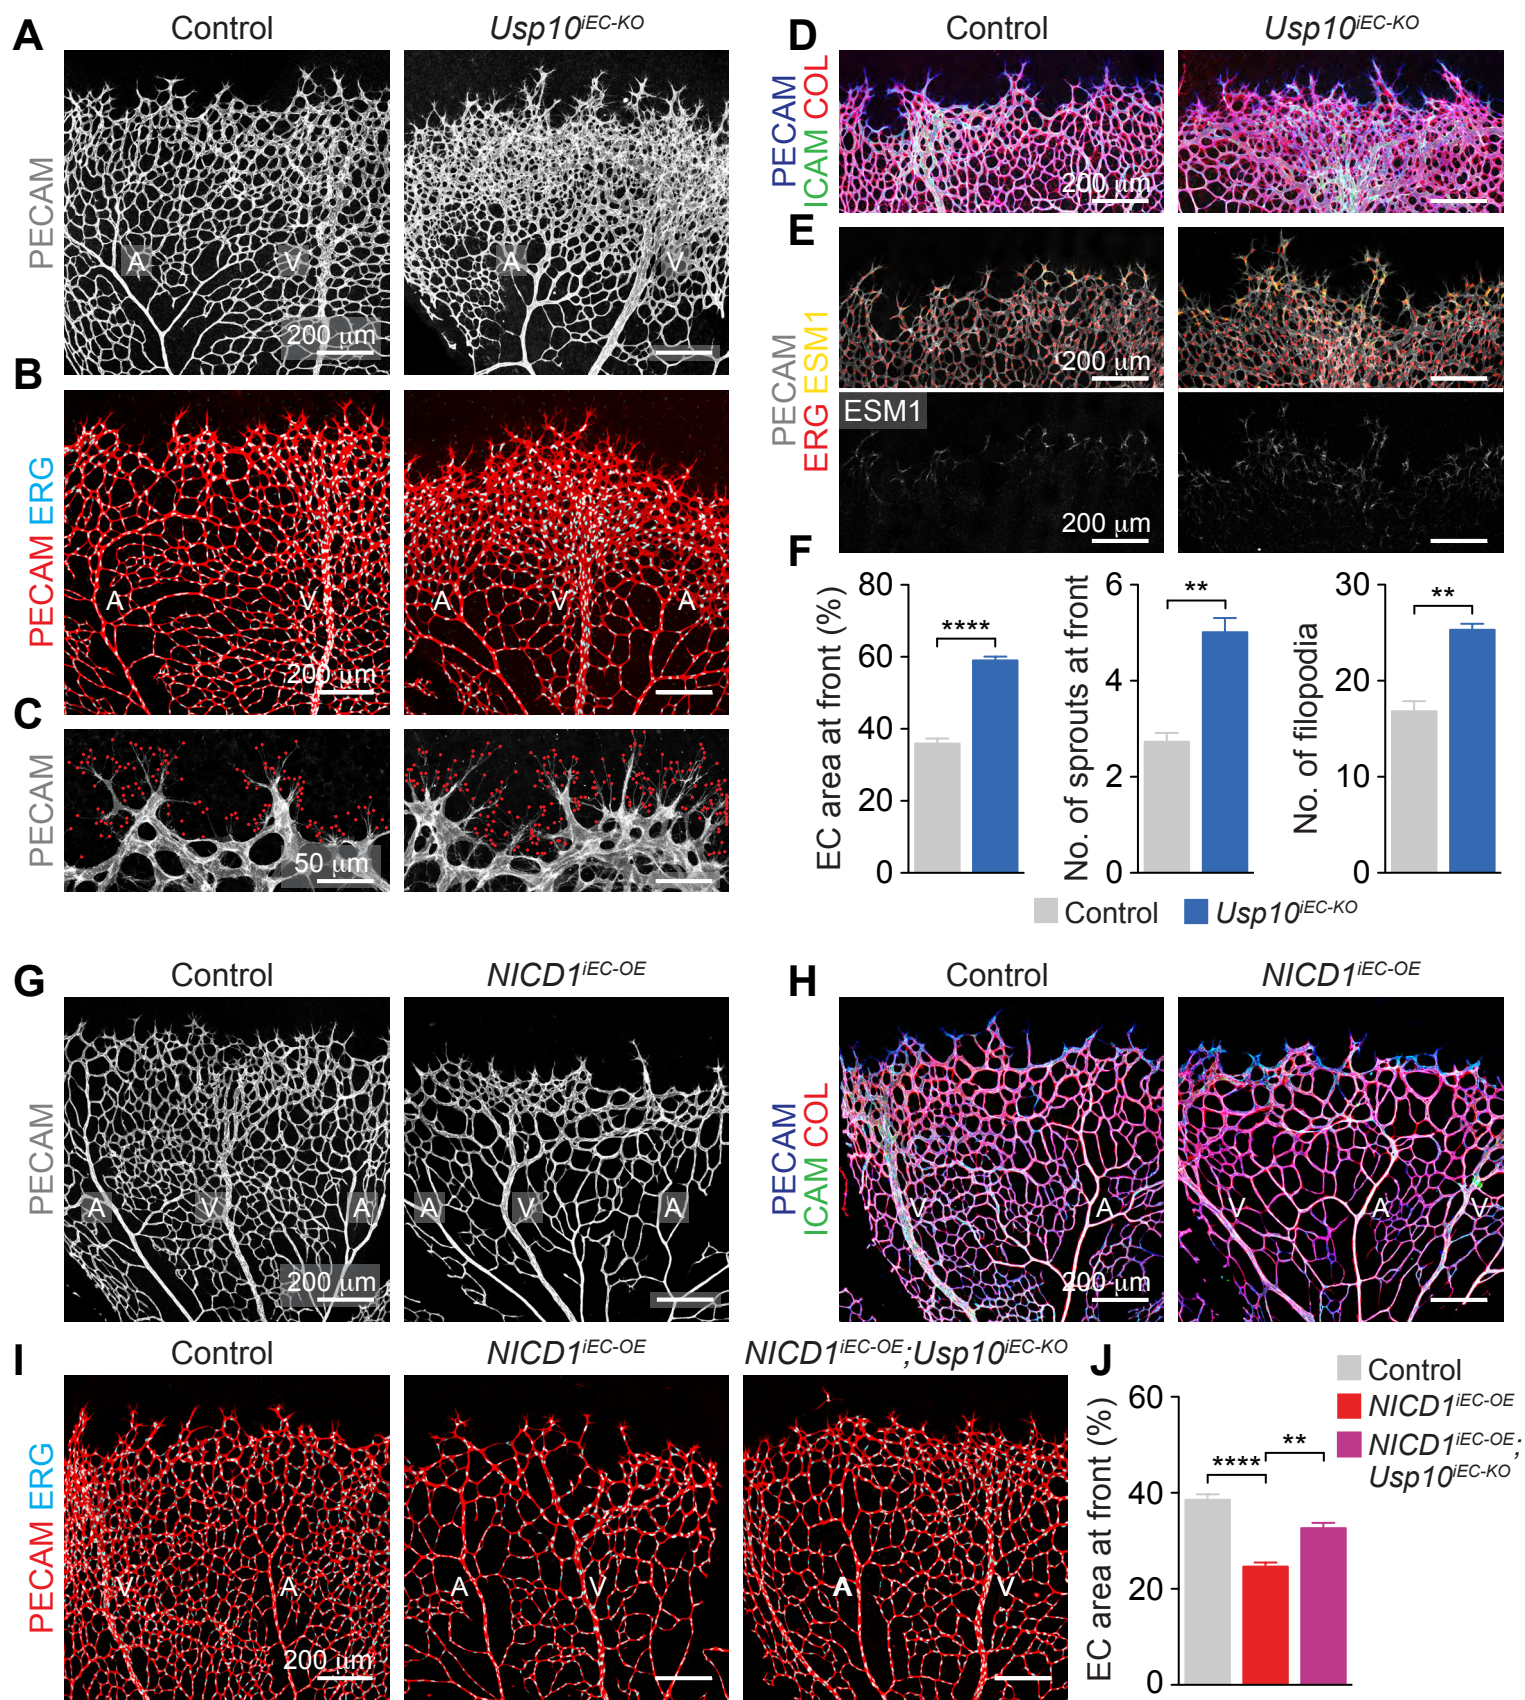 A
Control
Usp10iEC-KO
PECAM
A
V
200 µm
A
V
B
PECAM ERG
A
V
200 µm
A
V
A
C
PECAM
50 µm
D
Control
Usp10iEC-KO
PECAM
ICAM COL
200 µm
E
PECAM
ERG ESM1
200 µm
ESM1
200 µm
F
EC area at front (%)
80
60
40
20
0
****
No. of sprouts at front
6
4
2
0
**
No. of filopodia
30
20
10
0
**
Control
Usp10iEC-KO
G
Control
NICD1iEC-OE
PECAM
A
V
A
200 µm
A
V
A
H
Control
NICD1iEC-OE
PECAM
ICAM COL
V
A
200 µm
V
A
V
I
Control
NICD1iEC-OE
NICD1iEC-OE;Usp10iEC-KO
PECAM ERG
V
A
200 µm
A
V
A
V
J
Control
NICD1iEC-OE
NICD1iEC-OE;
Usp10iEC-KO
EC area at front (%)
60
40
20
0
****
**